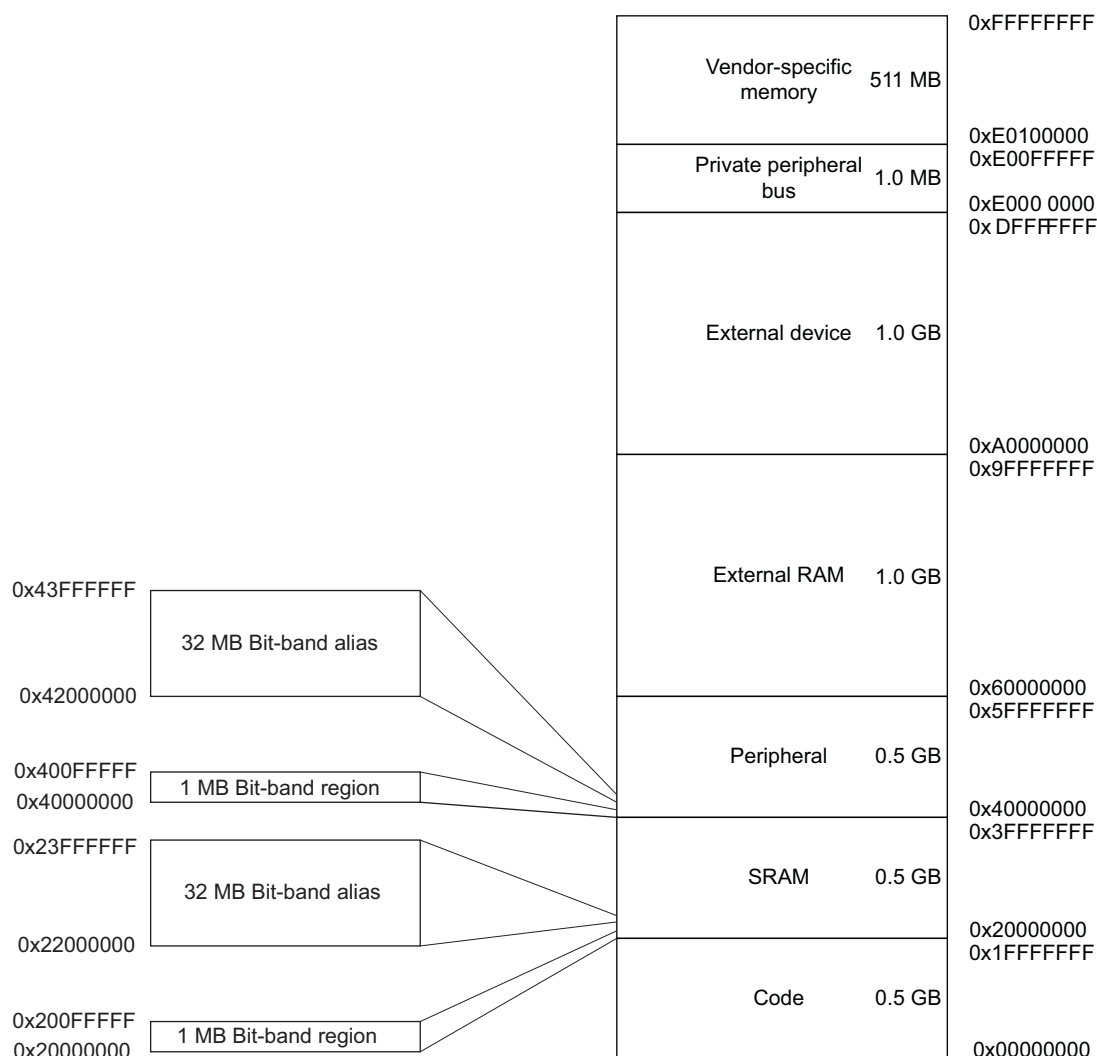 0xFFFFFFFF
Vendor-specific
memory
511 MB
0xE0100000
0xE00FFFFF
Private peripheral
bus
1.0 MB
0xE000 0000
0x DFFFFFFF
External device
1.0 GB
0xA0000000
0x9FFFFFFF
External RAM
1.0 GB
0x60000000
0x5FFFFFFF
Peripheral
0.5 GB
0x40000000
0x3FFFFFFF
SRAM
0.5 GB
0x20000000
0x1FFFFFFF
Code
0.5 GB
0x00000000
0x43FFFFFF
32 MB Bit-band alias
0x42000000
0x400FFFFF
1 MB Bit-band region
0x40000000
0x23FFFFFF
32 MB Bit-band alias
0x22000000
0x200FFFFF
1 MB Bit-band region
0x20000000